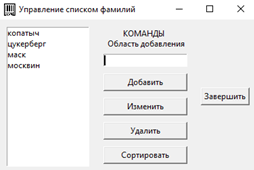 Управление списком фамилий
копатыч
цукерберг
маск
москвин
КОМАНДЫ
Область добавления
Добавить
Изменить
Удалить
Сортировать
Завершить